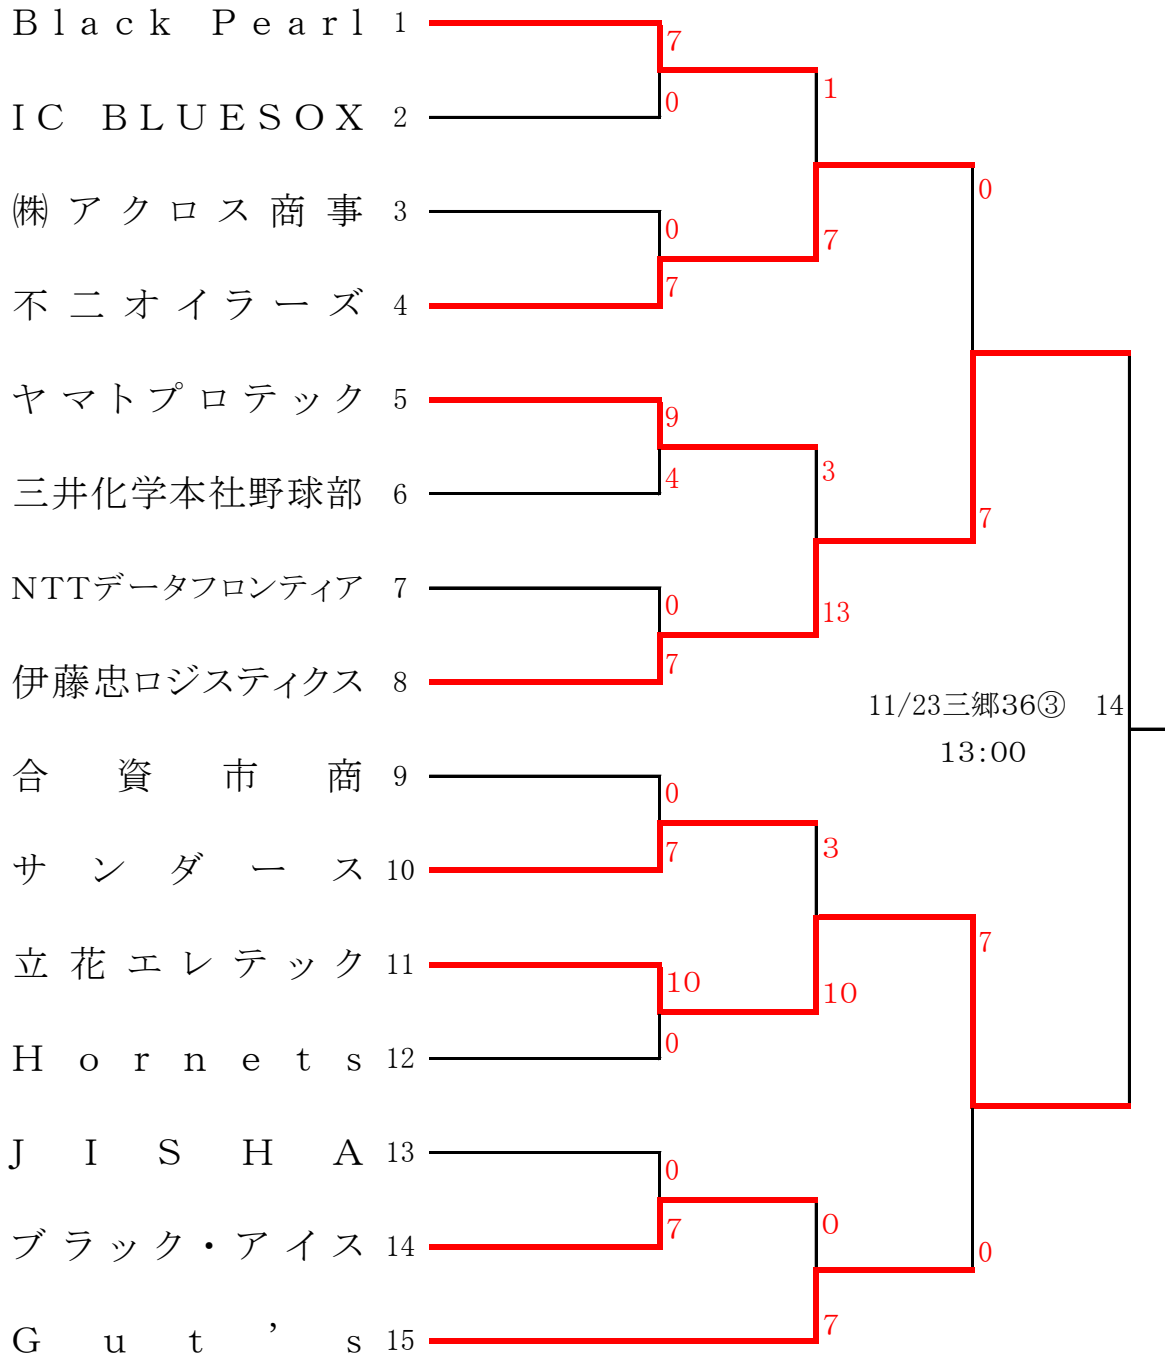 Black Pearl 1
7
0
1
IC BLUESOX 2
㈱アクロス商事 3
0
0
7
不二オイラーズ 4
7
ヤマトプロテック 5
9
3
三井化学本社野球部 6
4
7
NTTデータフロンティア 7
0
13
伊藤忠ロジスティクス 8
7
11/23三郷36③ 14
13:00
合資市商 9
0
サンダース 10
7
3
立花エレテック 11
10
10
7
Hornets 12
0
JISHA 13
0
ブラック・アイス 14
7
0
0
Gut’s 15
7